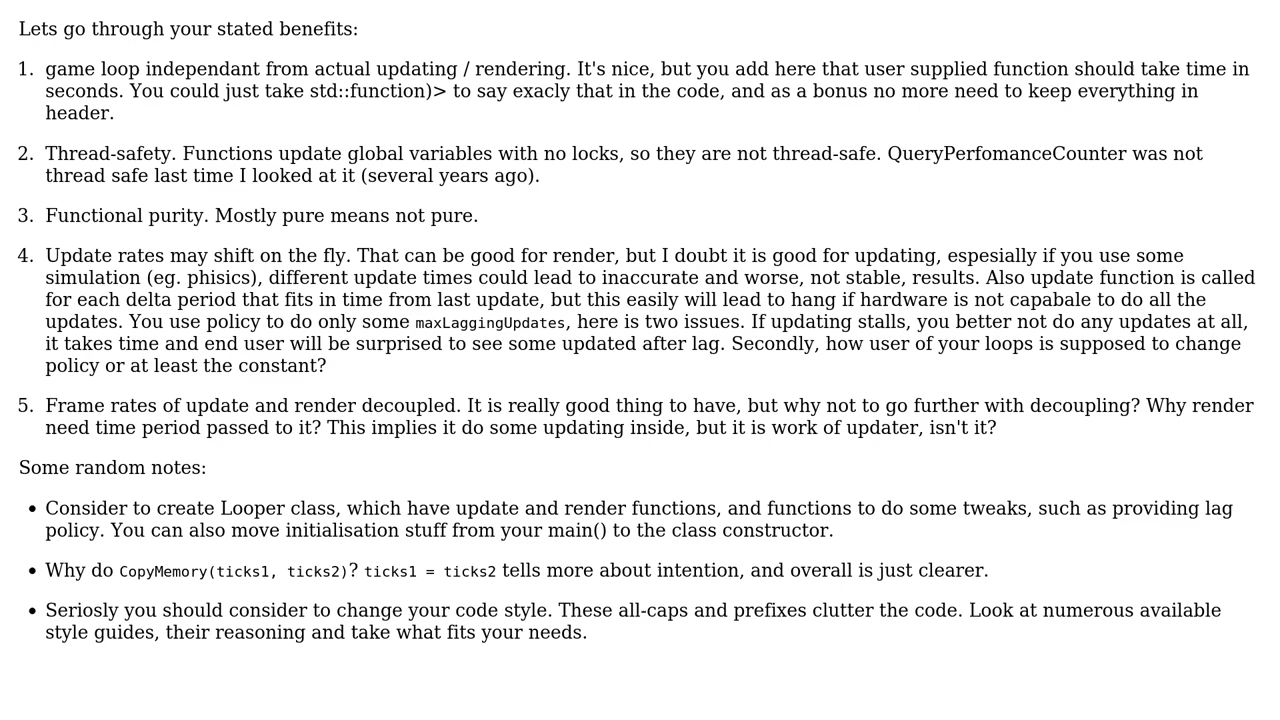 Lets go through your stated benefits:
1. game loop independant from actual updating / rendering. It's nice, but you add here that user supplied function should take time in
seconds. You could just take std::function)> to say exacly that in the code, and as a bonus no more need to keep everything in
header.
2. Thread-safety. Functions update global variables with no locks, so they are not thread-safe. QueryPerfomanceCounter was not
thread safe last time I looked at it (several years ago).
3. Functional purity. Mostly pure means not pure.
4. Update rates may shift on the fly. That can be good for render, but I doubt it is good for updating, espesially if you use some
simulation (eg. phisics), different update times could lead to inaccurate and worse, not stable, results. Also update function is called
for each delta period that fits in time from last update, but this easily will lead to hang if hardware is not capabale to do all the
updates. You use policy to do only some maxLaggingUpdates, here is two issues. If updating stalls, you better not do any updates at all,
it takes time and end user will be surprised to see some updated after lag. Secondly, how user of your loops is supposed to change
policy or at least the constant?
5. Frame rates of update and render decoupled. It is really good thing to have, but why not to go further with decoupling? Why render
need time period passed to it? This implies it do some updating inside, but it is work of updater, isn't it?
Some random notes:
• Consider to create Looper class, which have update and render functions, and functions to do some tweaks, such as providing lag
policy. You can also move initialisation stuff from your main() to the class constructor.
• Why do CopyMemory(ticks1, ticks2)? ticks1 = ticks2 tells more about intention, and overall is just clearer.
• Seriosly you should consider to change your code style. These all-caps and prefixes clutter the code. Look at numerous available
style guides, their reasoning and take what fits your needs.